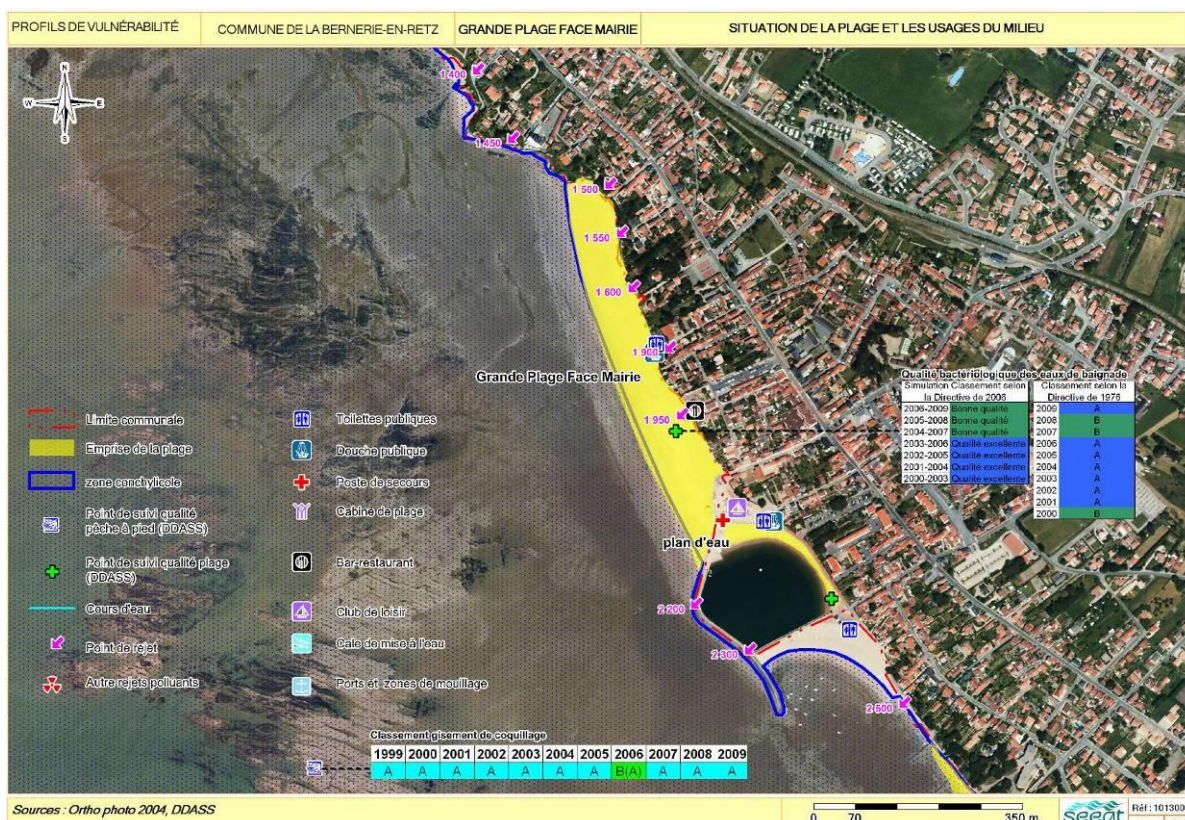 PROFILS DE VULNÉRABILITÉ
COMMUNE DE LA BERNERIE-EN-RETZ
GRANDE PLAGE FACE MAIRIE
SITUATION DE LA PLAGE ET LES USAGES DU MILIEU
N
W E
S
1 400
1 450
1 500
1 550
1 600
1 900
Grande Plage Face Mairie
1 950
plan d'eau
2 200
2 300
2 500
Qualité bactériologique des eaux de baignade
Simulation Classement selon la Directive de 2006
Classement selon la Directive de 1976
2006-2009 Bonne qualité
2005-2008 Bonne qualité
2004-2007 Bonne qualité
2003-2006 Qualité excellente
2002-2005 Qualité excellente
2001-2004 Qualité excellente
2000-2003 Qualité excellente
2009 A
2008 B
2007 B
2006 A
2005 A
2004 A
2003 A
2002 A
2001 A
2000 B
Limite communale
Emprise de la plage
zone conchylicole
Point de suivi qualité
pêche à pied (DDASS)
Point de suivi qualité plage
(DDASS)
Cours d'eau
Point de rejet
Autre rejets polluants
Toilettes publiques
Douche publique
Poste de secours
Cabine de plage
Bar-restaurant
Club de loisir
Cale de mise à l'eau
Ports et zones de mouillage
Classement gisement de coquillage
1999 2000 2001 2002 2003 2004 2005 2006 2007 2008 2009
A A A A A A A B(A) A A A
Sources : Ortho photo 2004, DDASS
0 70 350 m
seeat
Réf : 101300